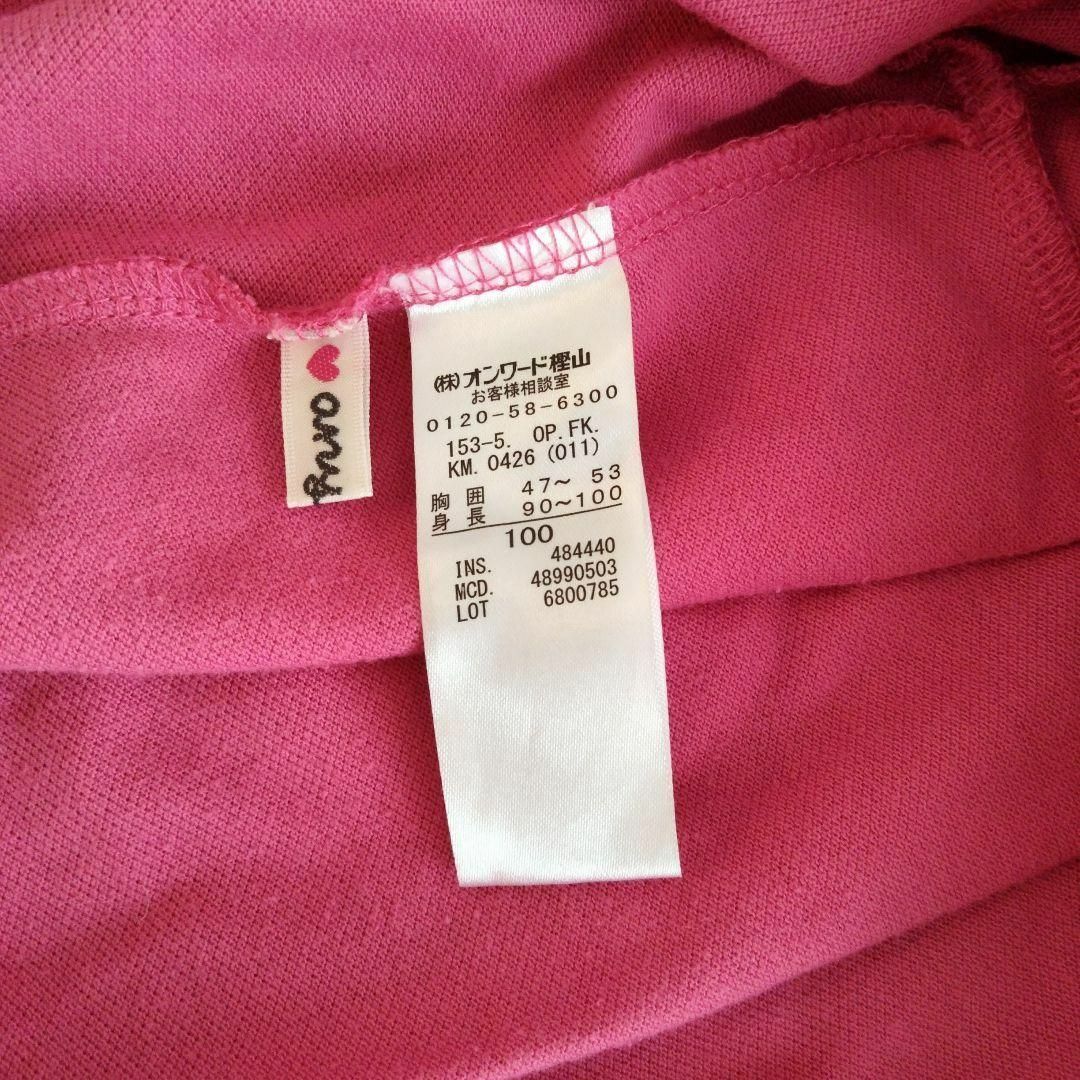 (株)オンワード樫山
お客様相談室
0120-58-6300
153-5. OP.FK.
KM. 0426 (011)
胸 囲 47～ 53
身 長 90～100
100
INS. 484440
MCD. 48990503
LOT 6800785